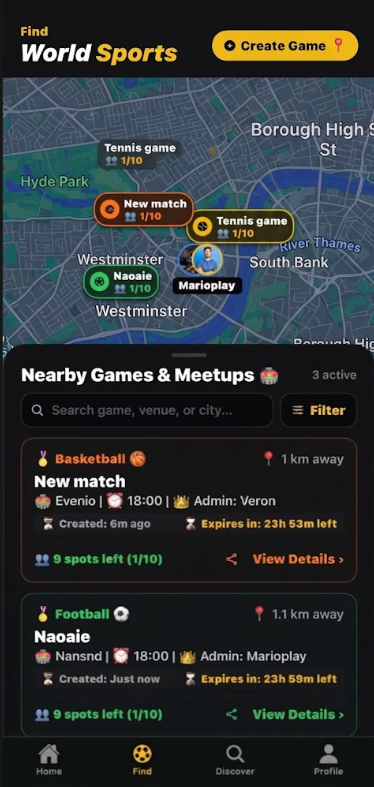 Find
World Sports
Create Game
Borough High S
St
Tennis game
1/10
Hyde Park
New match
1/10
Tennis game
1/10
River Thames
Westminster
South Bank
Naoaie
1/10
Marioplay
Westminster
Borough Hig
Nearby Games & Meetups
3 active
Search game, venue, or city...
Filter
Basketball
1 km away
New match
Evenio | 18:00 | Admin: Veron
Created: 6m ago
Expires in: 23h 53m left
9 spots left (1/10)
View Details ›
Football
1.1 km away
Naoaie
Nansnd | 18:00 | Admin: Marioplay
Created: Just now
Expires in: 23h 59m left
9 spots left (1/10)
View Details ›
Home
Find
Discover
Profile